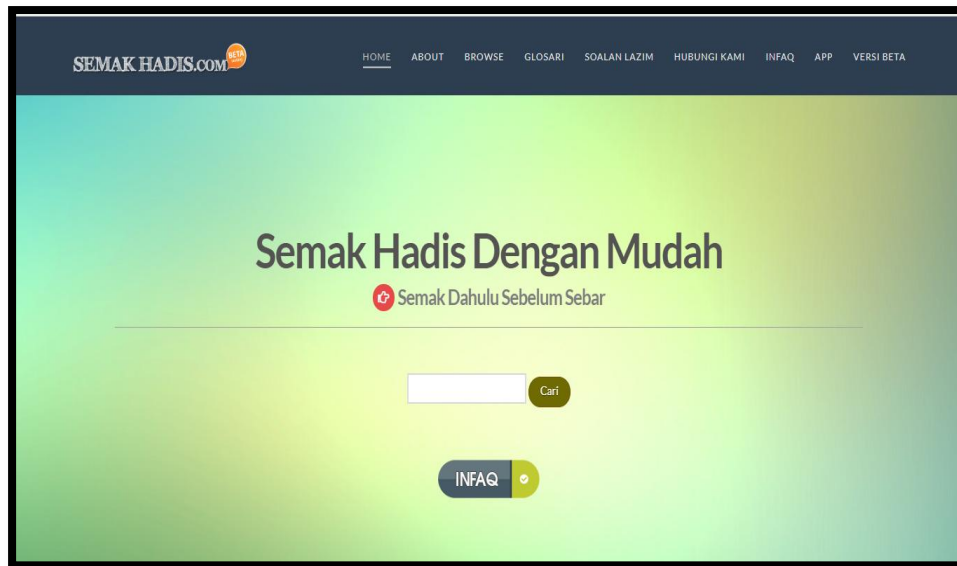 SEMAK HADIS.COM BETA
HOME ABOUT BROWSE GLOSARI SOALAN LAZIM HUBUNGI KAMI INFAQ APP VERSI BETA
Semak Hadis Dengan Mudah
Semak Dahulu Sebelum Sebar
Cari
INFAQ